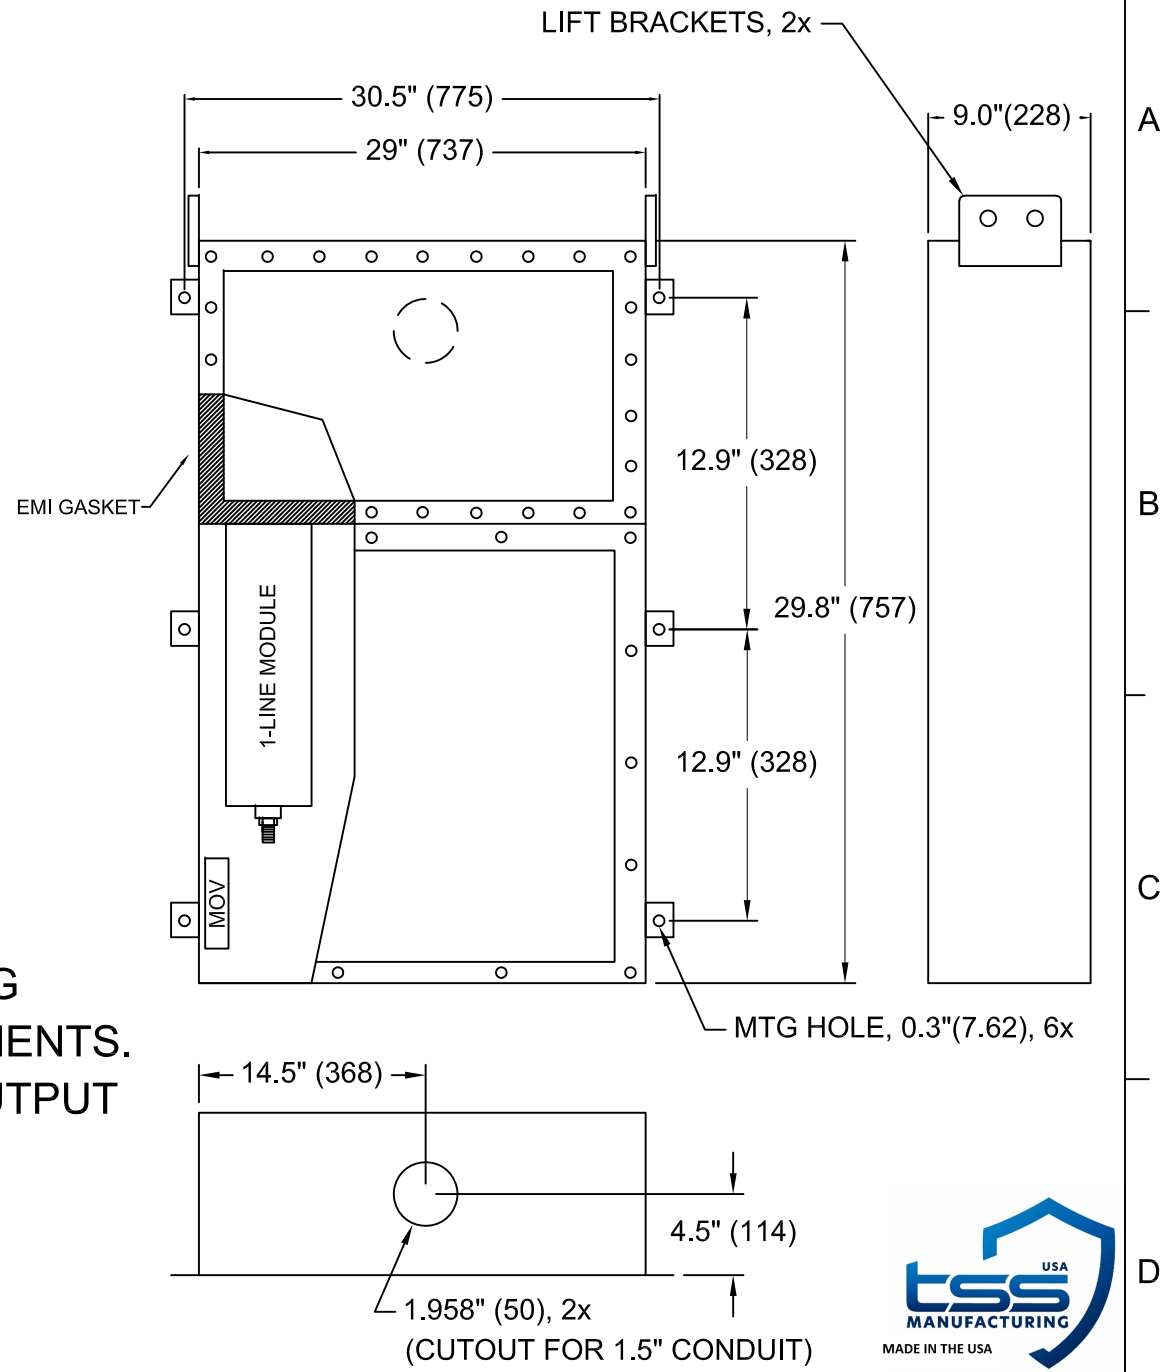 LIFT BRACKETS, 2x
30.5" (775)
29" (737)
9.0"(228)
A
12.9" (328)
EMI GASKET
B
1-LINE MODULE
29.8" (757)
12.9" (328)
MOV
C
G
MENTS.
UTPUT
MTG HOLE, 0.3"(7.62), 6x
14.5" (368)
4.5" (114)
1.958" (50), 2x
(CUTOUT FOR 1.5" CONDUIT)
USA
tss
MANUFACTURING
MADE IN THE USA
D